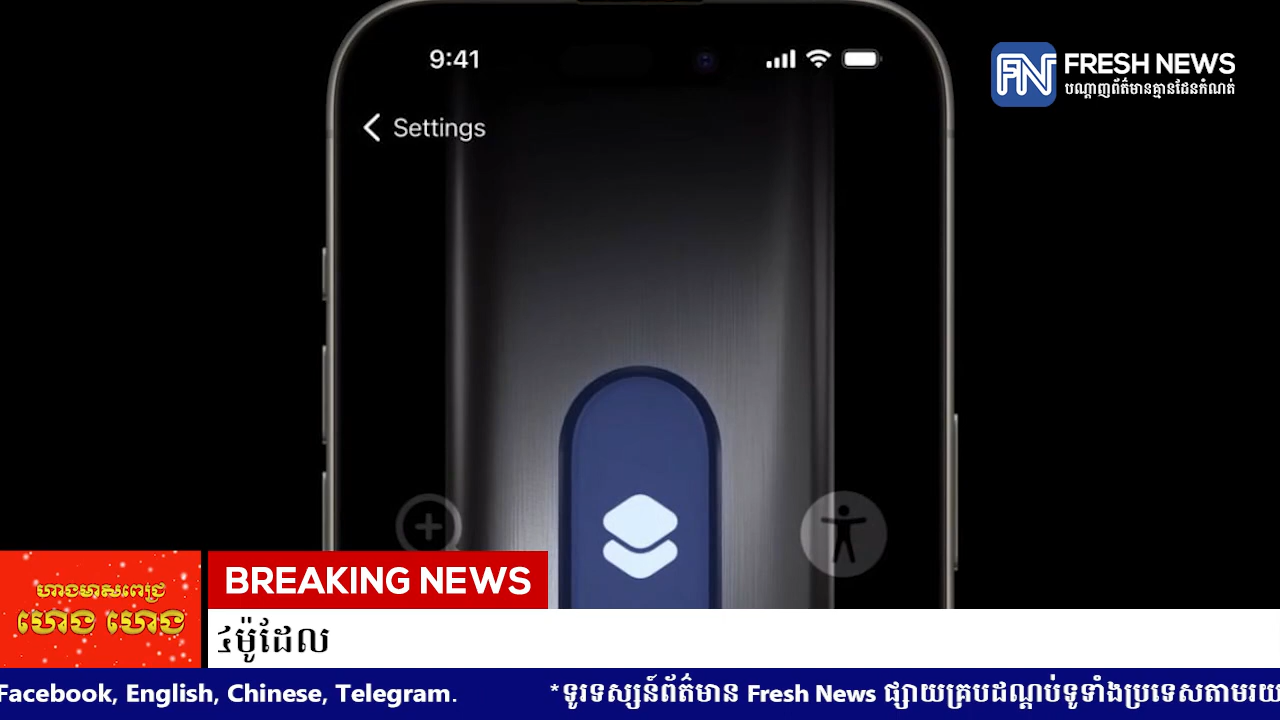 9:41
Settings
FRESH NEWS
បណ្ដាញព័ត៌មានគ្មានដែនកំណត់
ហាងមាសពេជ្រ
ហេង ហេង
BREAKING NEWS
៤ម៉ូដែល
Facebook, English, Chinese, Telegram. *ទូរទស្សន៍ព័ត៌មាន Fresh News ផ្សាយគ្របដណ្ដប់ទូទាំងប្រទេសតាមរយ